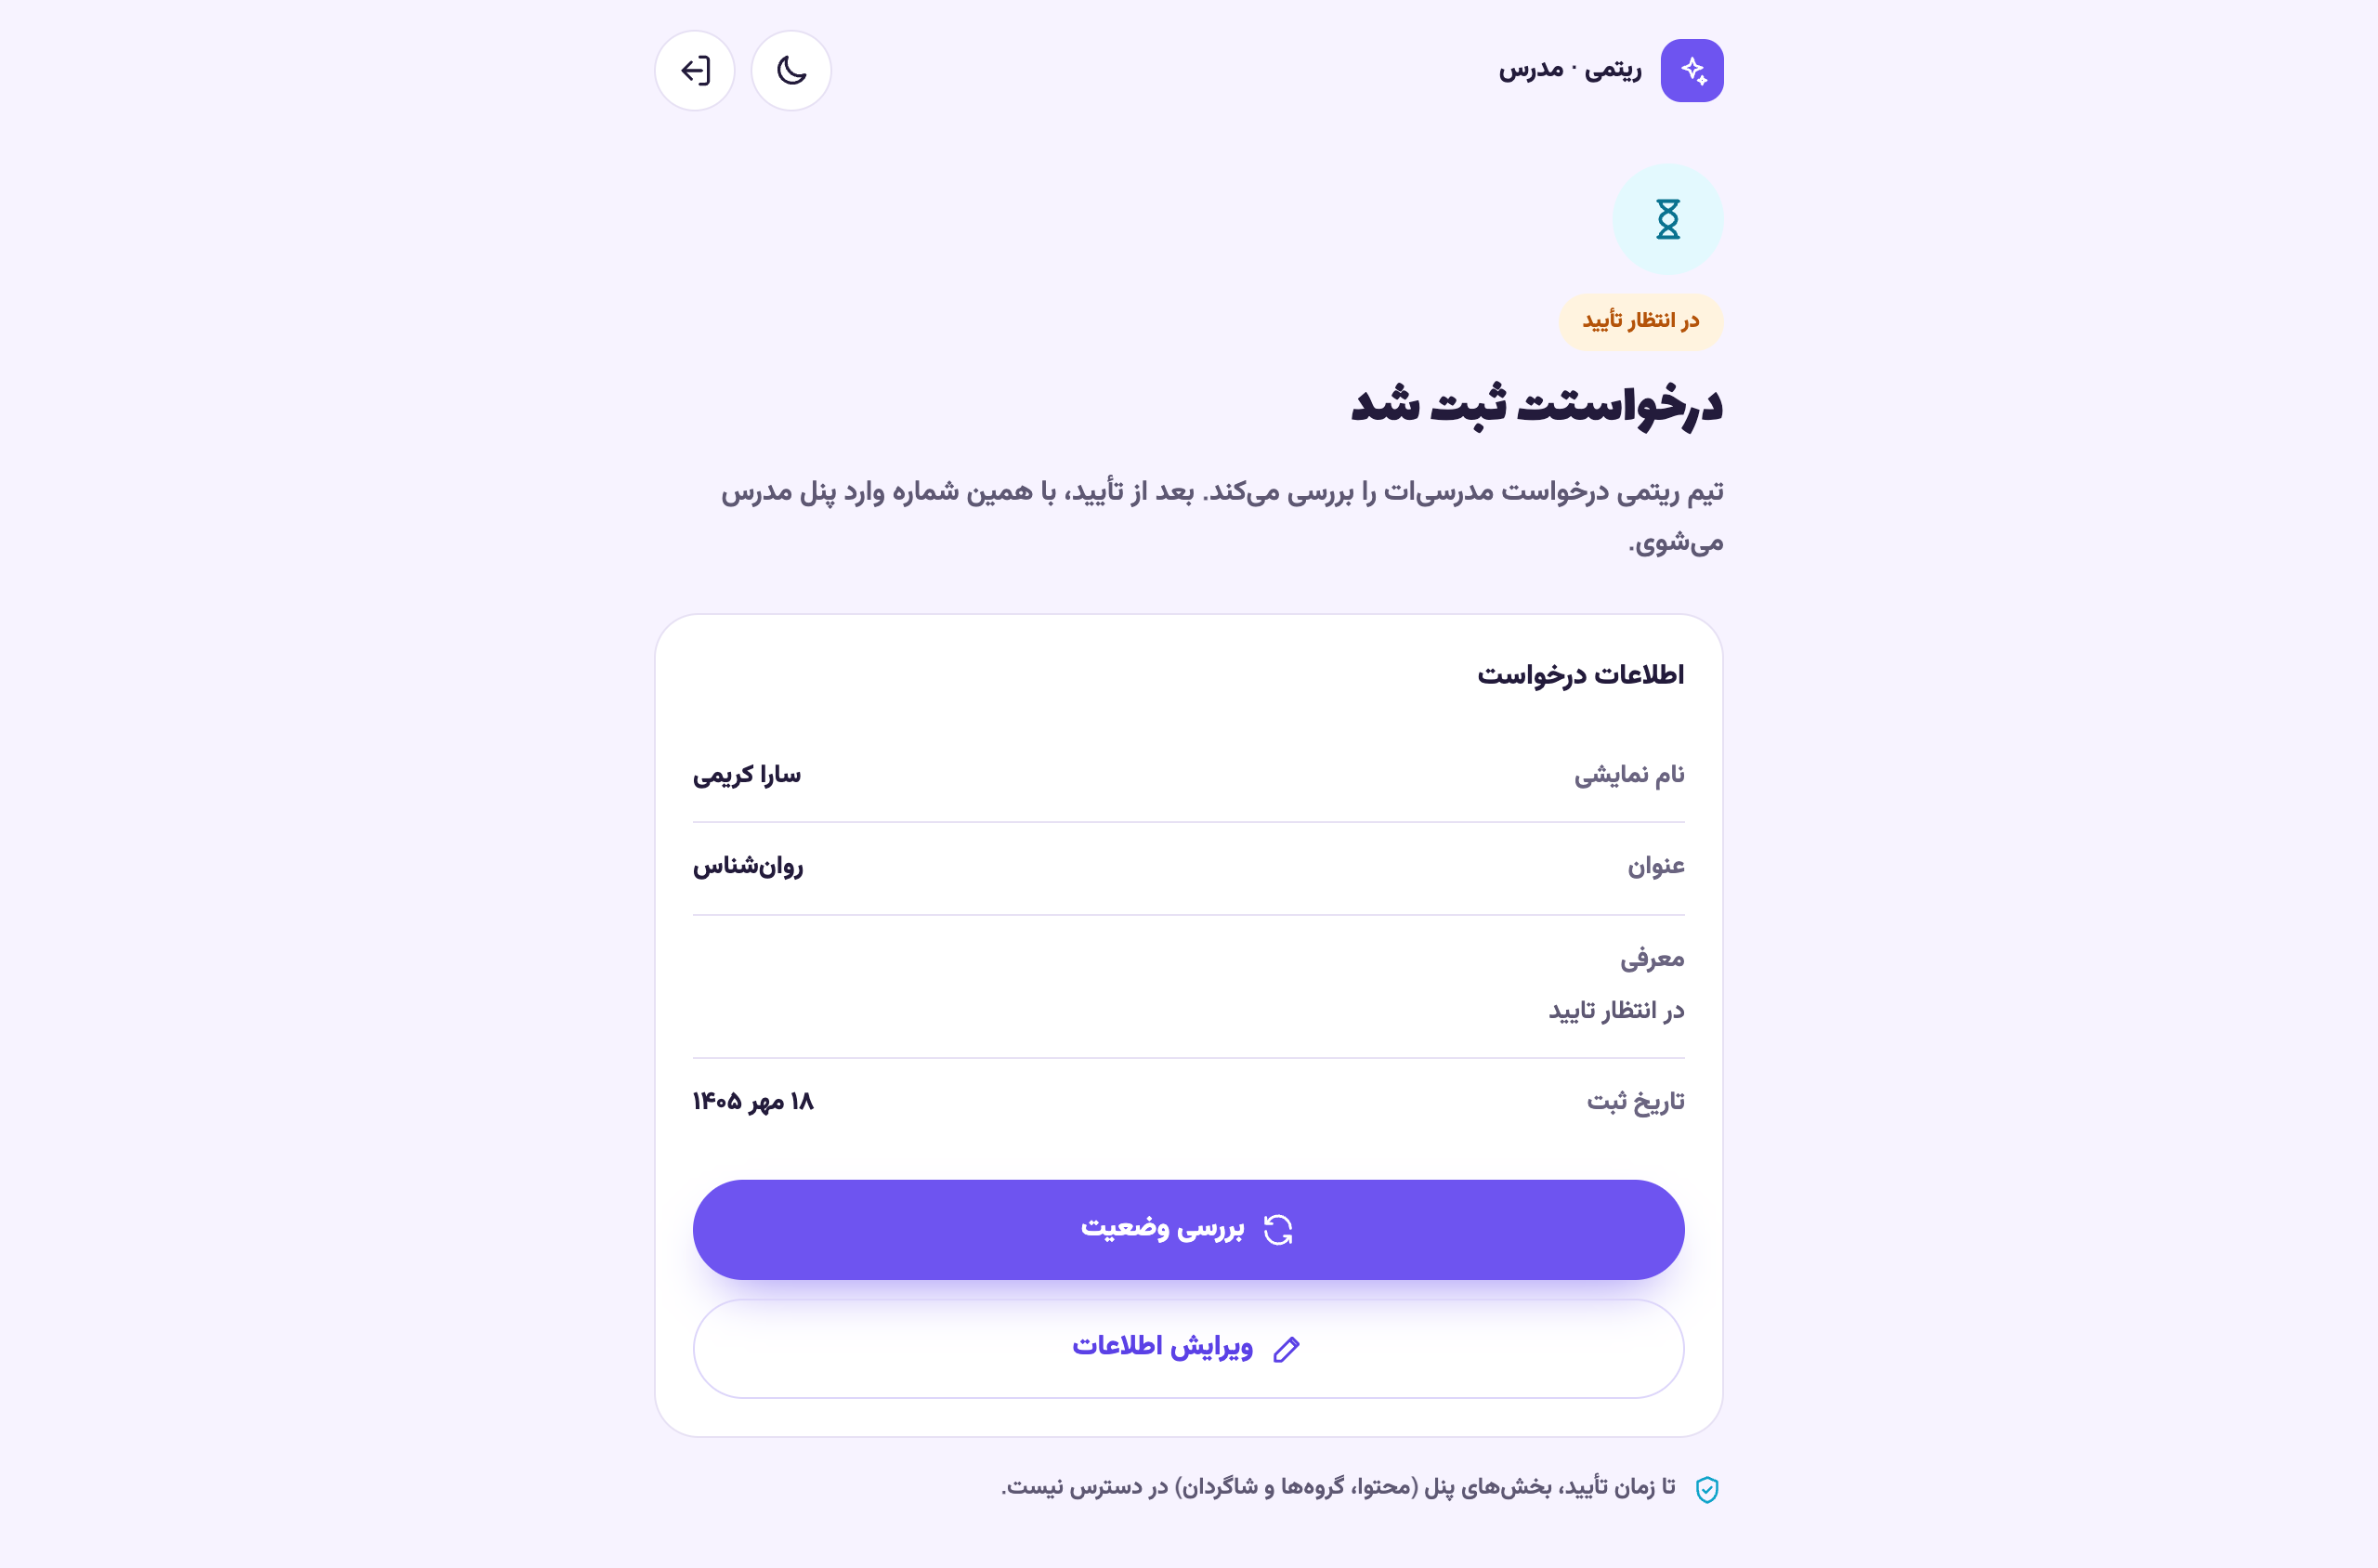 ریتمی · مدرس
در انتظار تأیید
درخواستت ثبت شد
تیم ریتمی درخواست مدرسی‌ات را بررسی می‌کند. بعد از تأیید، با همین شماره وارد پنل مدرس
می‌شوی.
اطلاعات درخواست
نام نمایشی
سارا کریمی
عنوان
روان‌شناس
معرفی
در انتظار تایید
تاریخ ثبت
۱۸ مهر ۱۴۰۵
بررسی وضعیت
ویرایش اطلاعات
تا زمان تأیید، بخش‌های پنل (محتوا، گروه‌ها و شاگردان) در دسترس نیست.